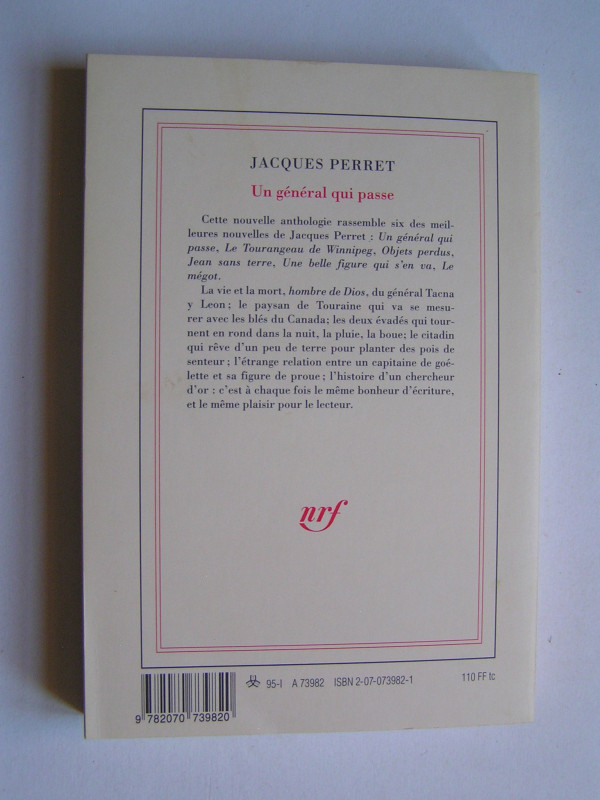 JACQUES PERRET
Un général qui passe
Cette nouvelle anthologie rassemble six des meil-
leures nouvelles de Jacques Perret : Un général qui
passe, Le Tourangeau de Winnipeg, Objets perdus,
Jean sans terre, Une belle figure qui s'en va, Le
mégot.
La vie et la mort, hombre de Dios, du général Tacna
y Leon ; le paysan de Touraine qui va se mesu-
rer avec les blés du Canada; les deux évadés qui tour-
nent en rond dans la nuit, la pluie, la boue; le citadin
qui rêve d'un peu de terre pour planter des pois de
senteur ; l'étrange relation entre un capitaine de goé-
lette et sa figure de proue ; l'histoire d'un chercheur
d'or : c'est à chaque fois le même bonheur d'écriture,
et le même plaisir pour le lecteur.
nrf
95-I A 73982 ISBN 2-07-073982-1 110 FF tc
9 782070 739820